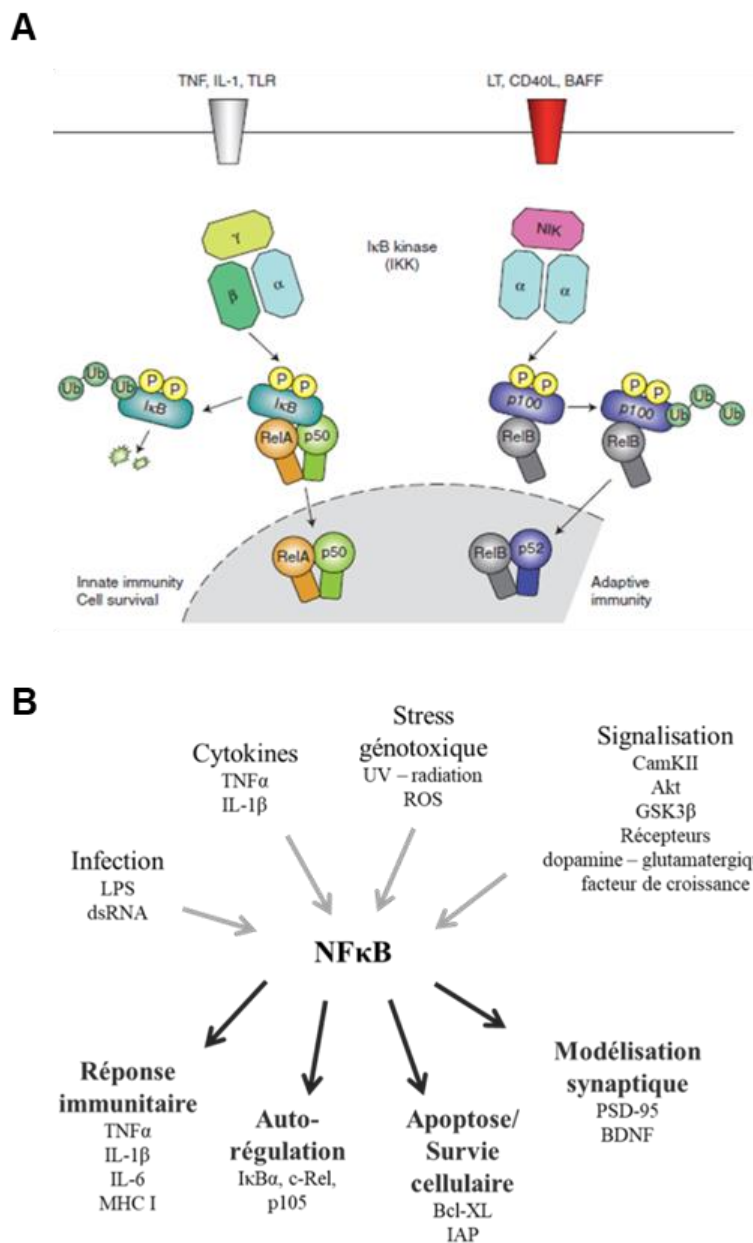 A
TNF, IL-1, TLR
LT, CD40L, BAFF
γ
β
α
IκB kinase
(IKK)
NIK
α
α
Ub
Ub
Ub
P
P
IκB
P
P
IκB
RelA
p50
P
P
p100
RelB
P
P
p100
Ub
Ub
Ub
RelB
RelA
p50
RelB
p52
Innate immunity
Cell survival
Adaptive
immunity
B
Cytokines
TNFα
IL-1β
Stress
génotoxique
UV – radiation
ROS
Signalisation
CamKII
Akt
GSK3β
Récepteurs
dopamine – glutamatergiqu
facteur de croissance
Infection
LPS
dsRNA
NFκB
Réponse
immunitaire
TNFα
IL-1β
IL-6
MHC I
Auto-
régulation
IκBα, c-Rel,
p105
Apoptose/
Survie
cellulaire
Bcl-XL
IAP
Modélisation
synaptique
PSD-95
BDNF